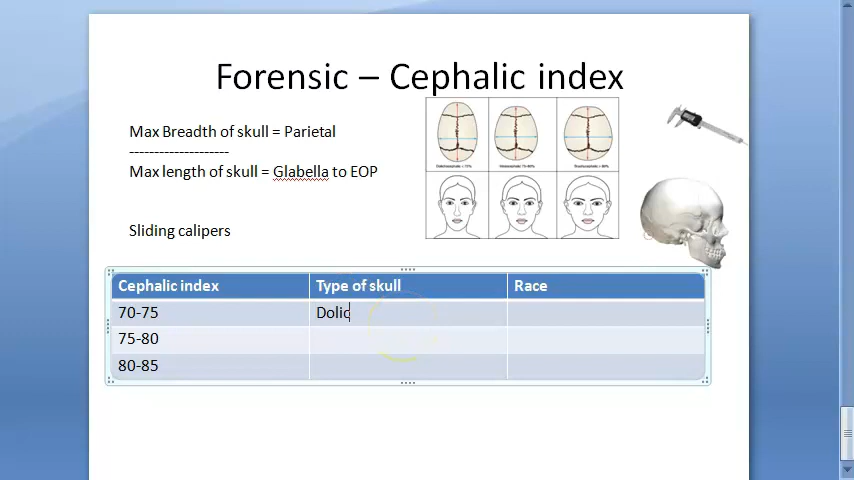 Forensic – Cephalic index
Max Breadth of skull = Parietal
--------------------
Max length of skull = Glabella to EOP
Sliding calipers
Cephalic index Type of skull Race
70-75 Dolic
75-80
80-85